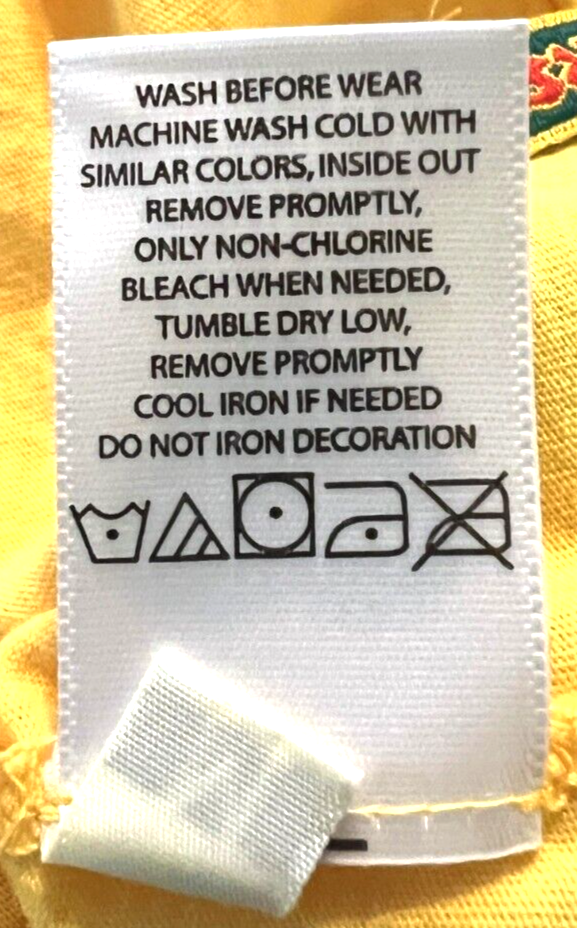 WASH BEFORE WEAR
MACHINE WASH COLD WITH
SIMILAR COLORS, INSIDE OUT
REMOVE PROMPTLY,
ONLY NON-CHLORINE
BLEACH WHEN NEEDED,
TUMBLE DRY LOW,
REMOVE PROMPTLY
COOL IRON IF NEEDED
DO NOT IRON DECORATION